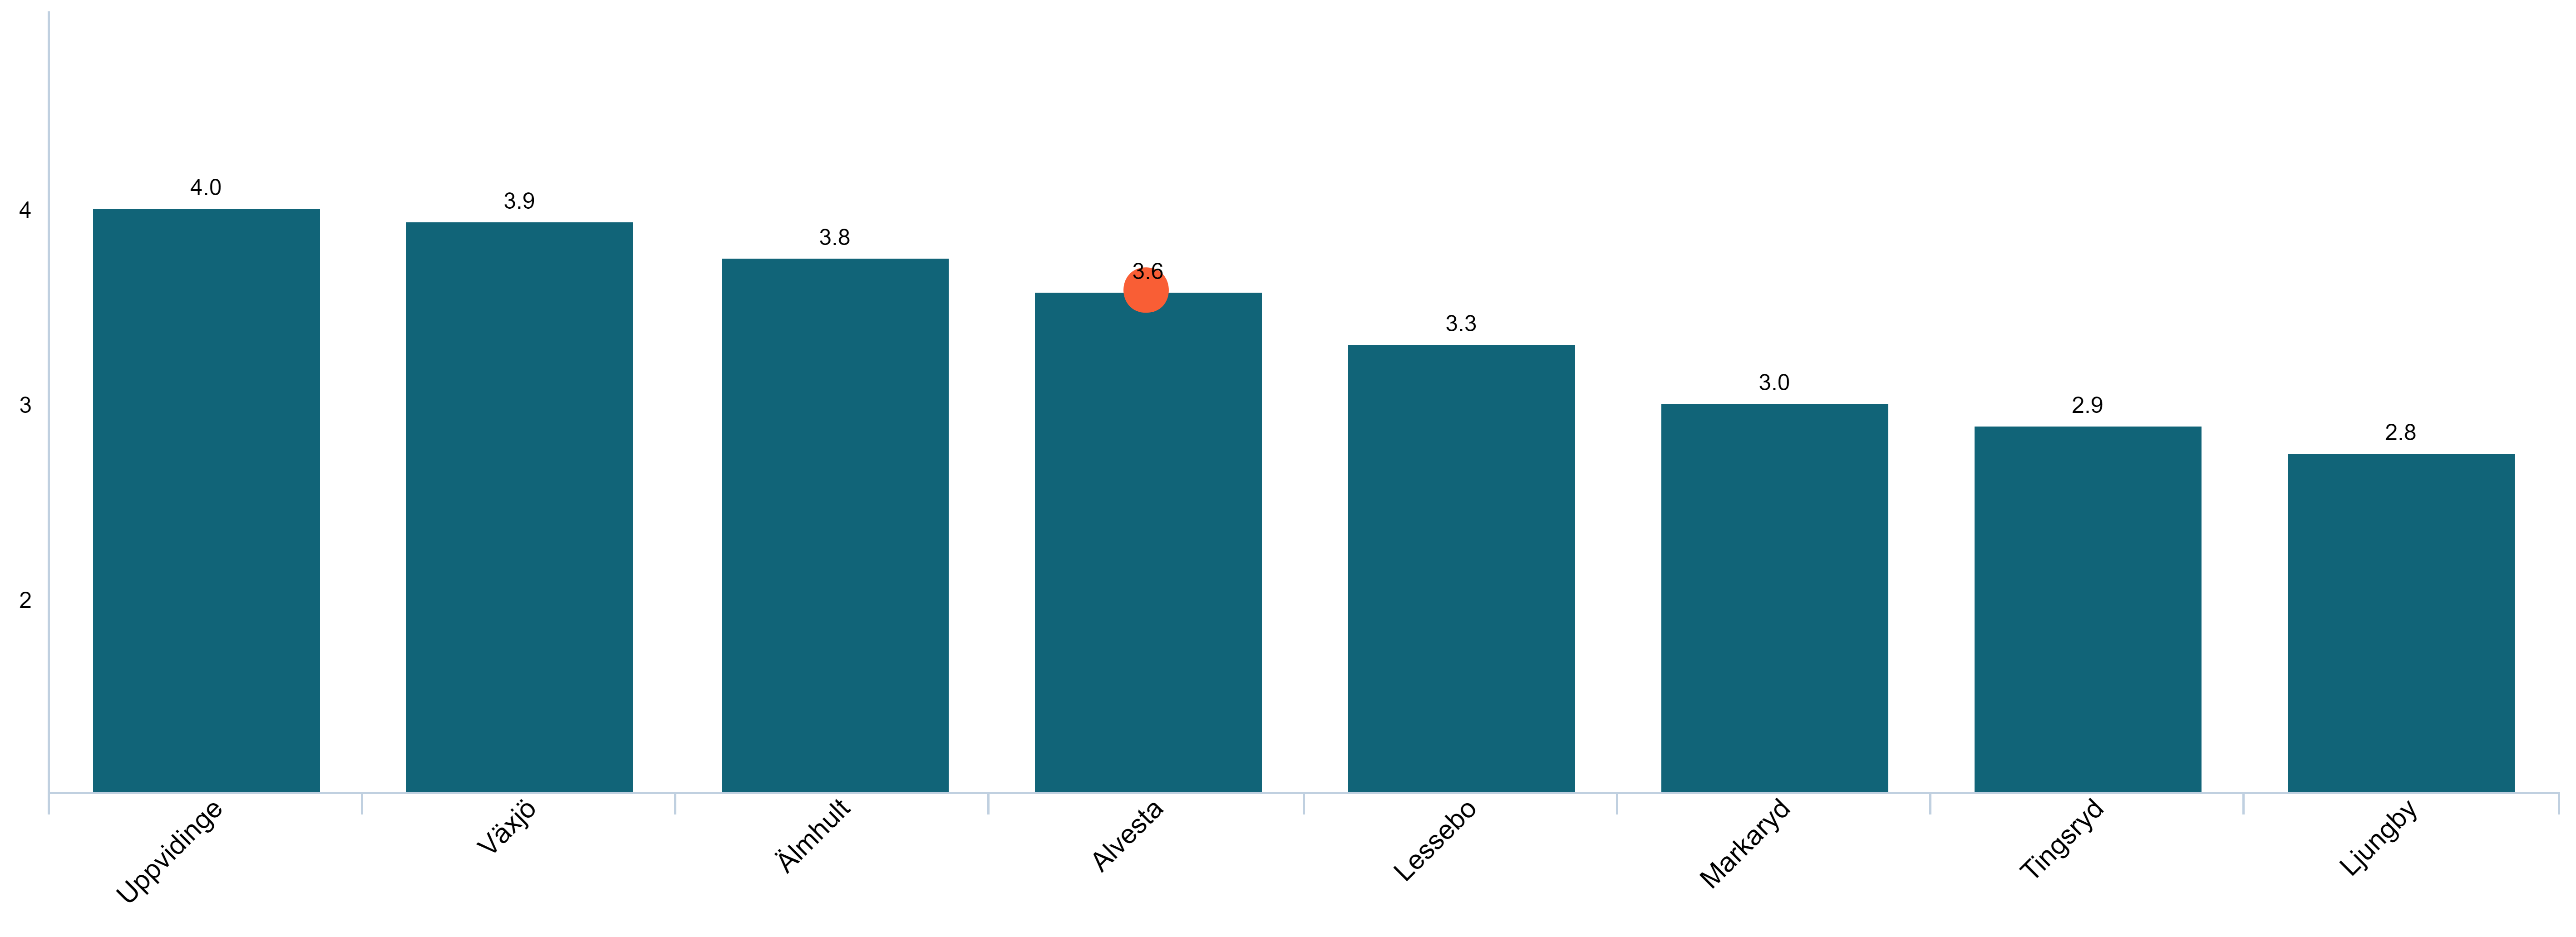 4.0
3.9
3.8
3.6
3.3
3.0
2.9
2.8
4
3
2
Uppvidinge
Växjö
Älmhult
Alvesta
Lessebo
Markaryd
Tingsryd
Ljungby